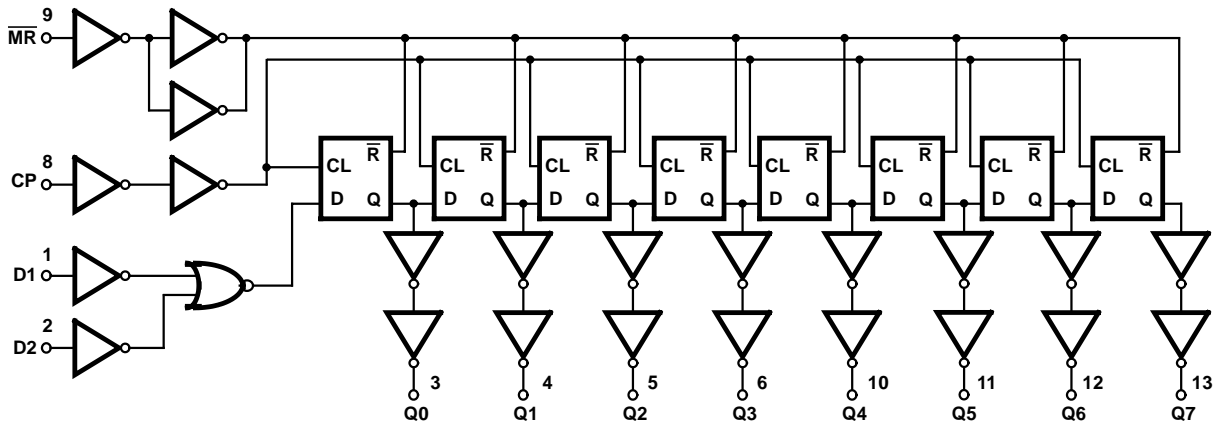 9
M̅R̅
8
CP
CL R̅ CL R̅ CL R̅ CL R̅ CL R̅ CL R̅ CL R̅ CL R̅
D Q D Q D Q D Q D Q D Q D Q D Q
1
D1
2
D2
3 4 5 6 10 11 12 13
Q0 Q1 Q2 Q3 Q4 Q5 Q6 Q7